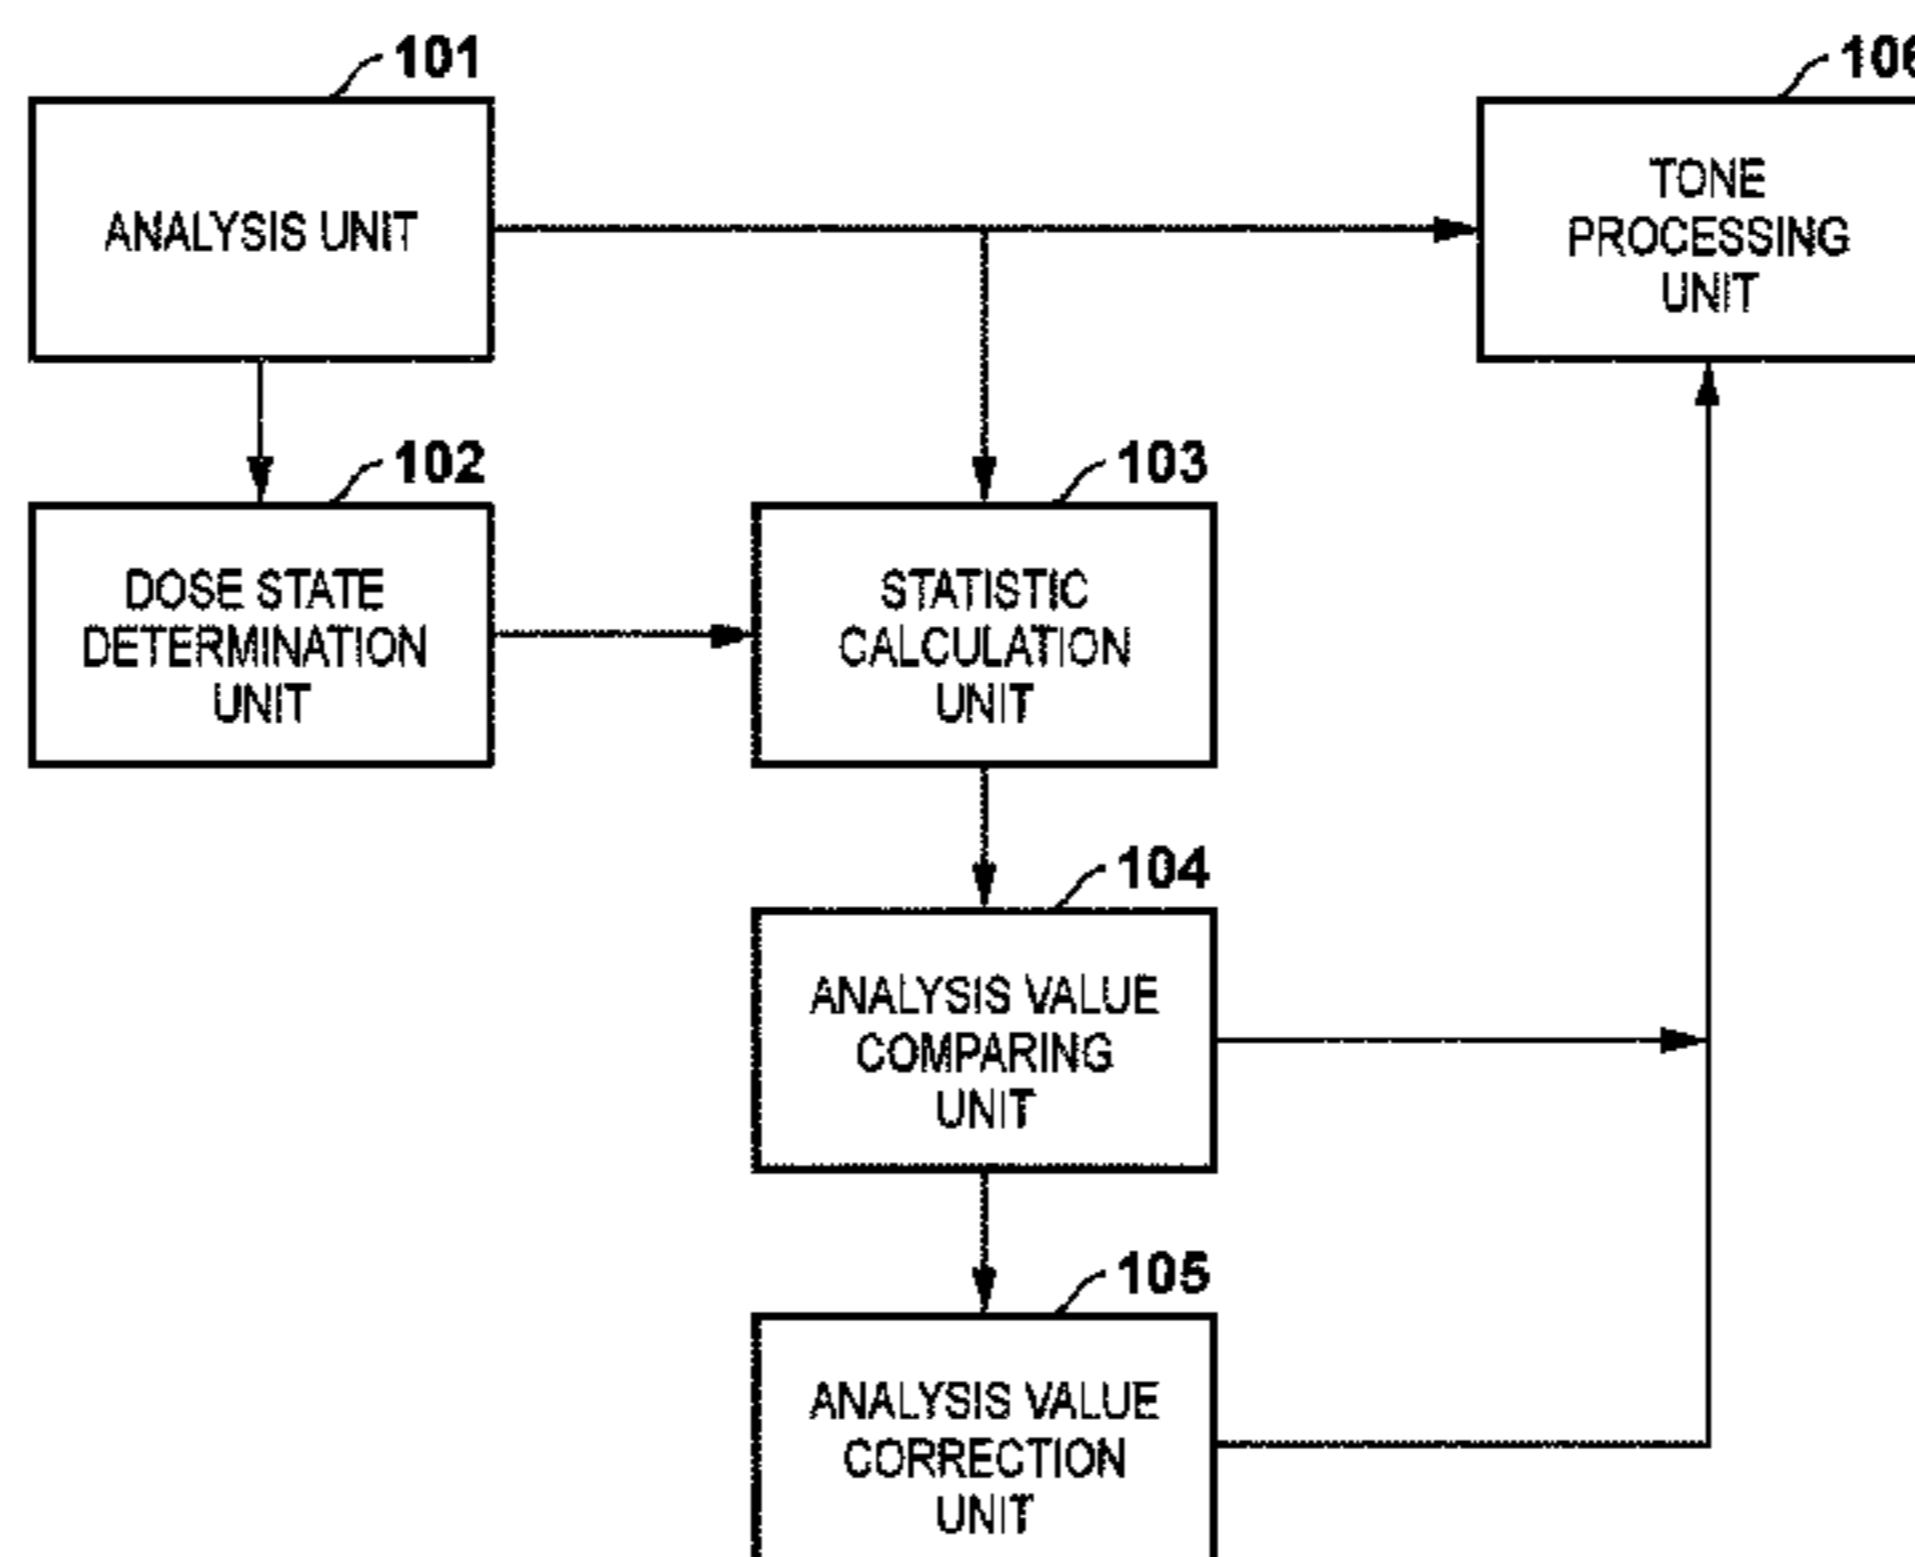 101
ANALYSIS UNIT
106
TONE
PROCESSING
UNIT
102
DOSE STATE
DETERMINATION
UNIT
103
STATISTIC
CALCULATION
UNIT
104
ANALYSIS VALUE
COMPARING
UNIT
105
ANALYSIS VALUE
CORRECTION
UNIT